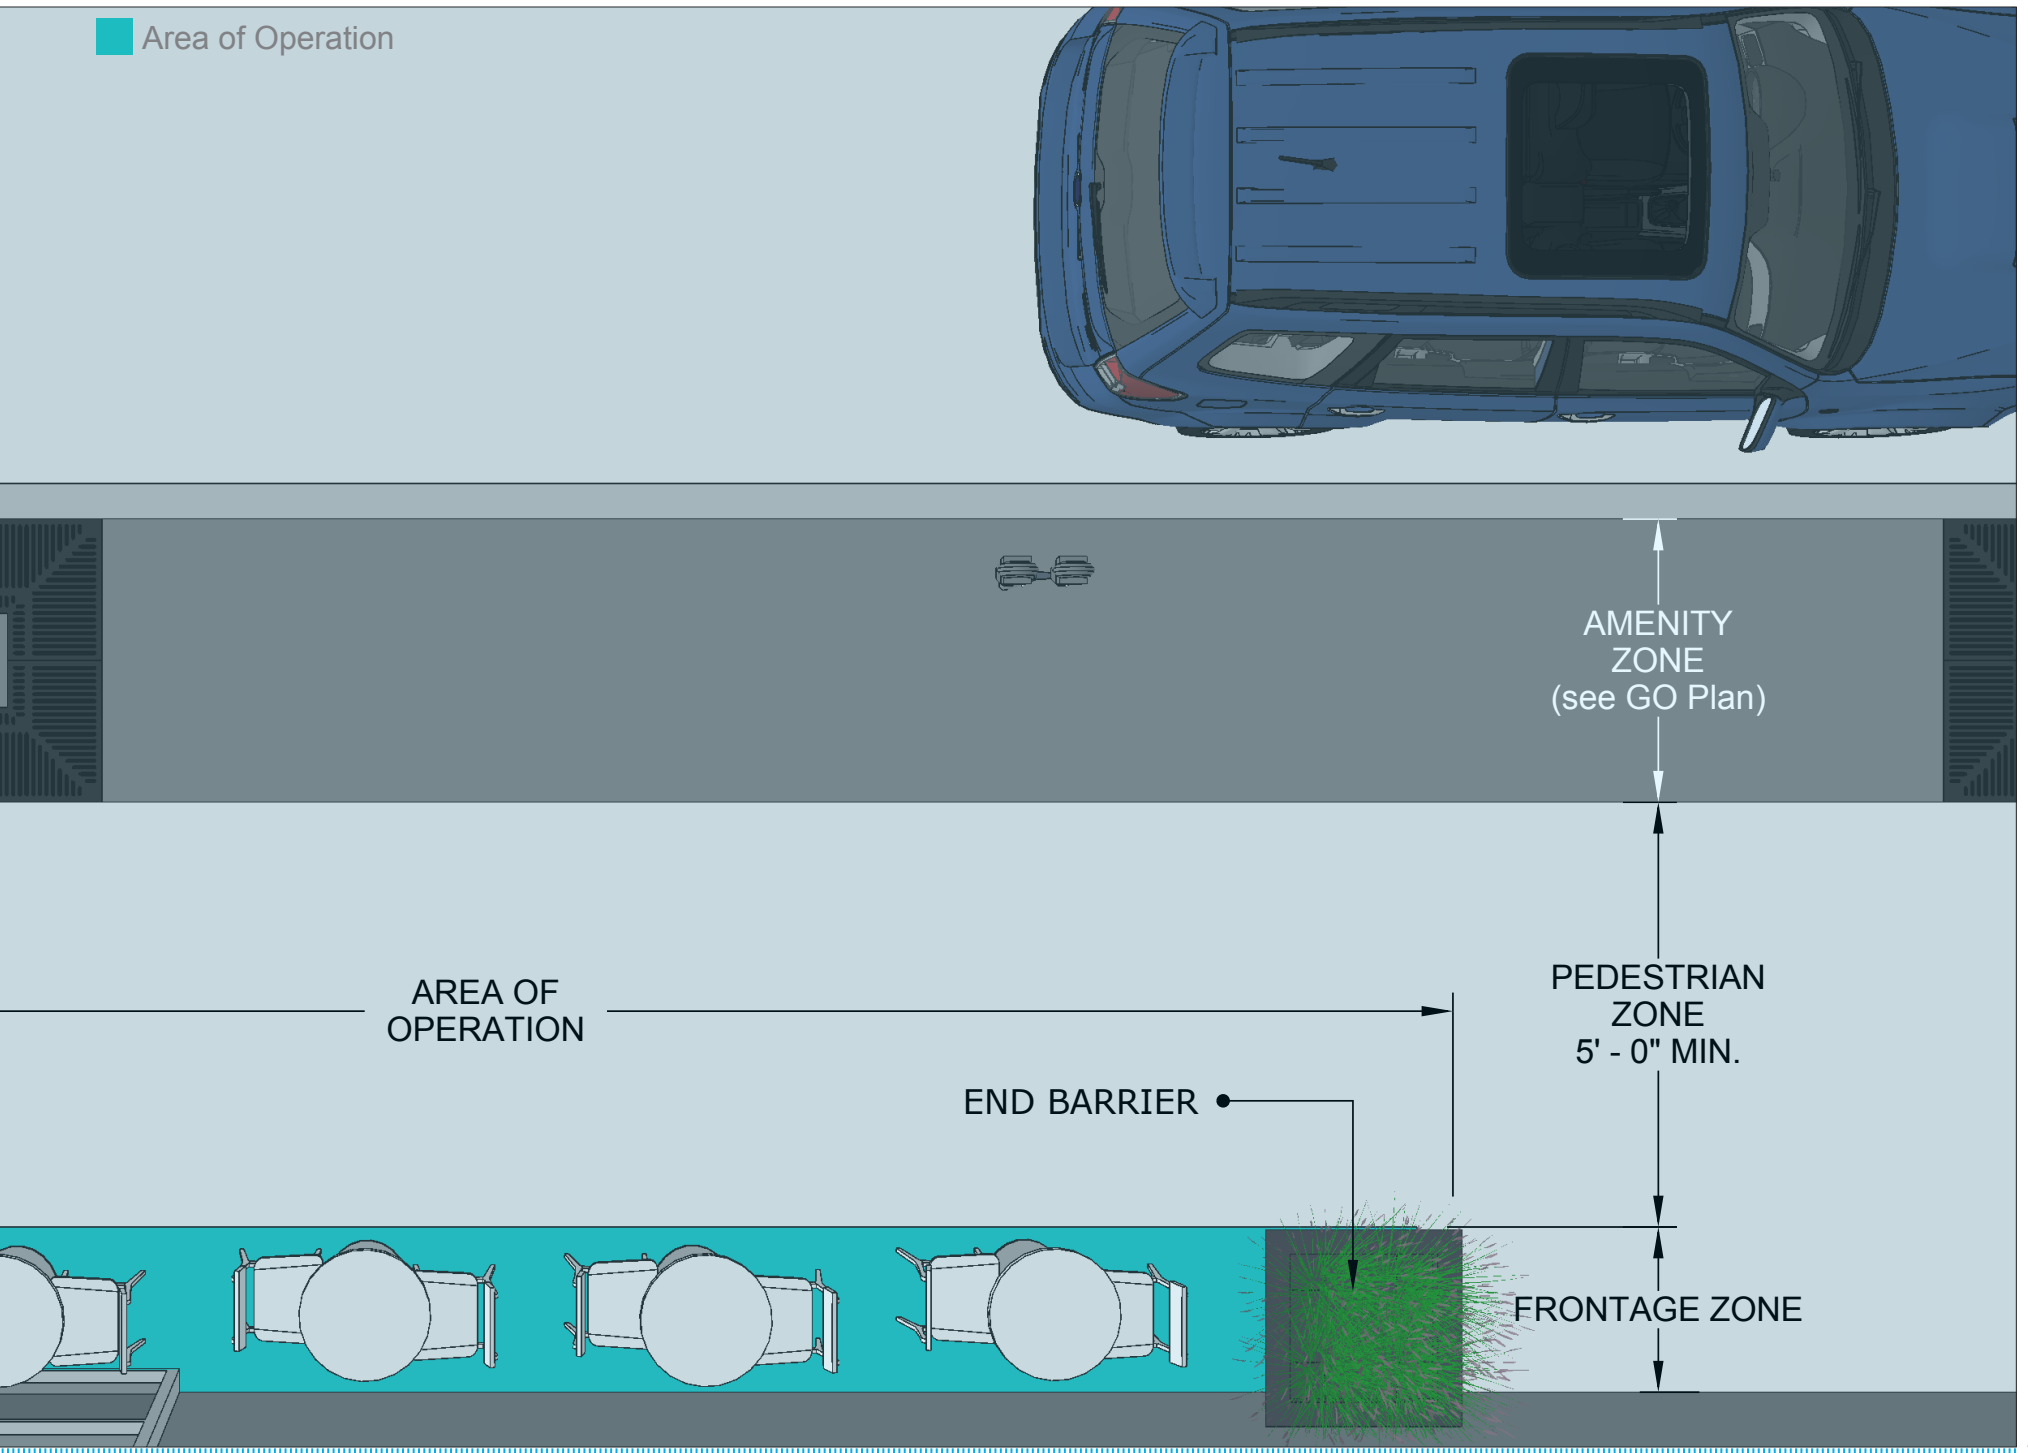 Area of Operation
AMENITY
ZONE
(see GO Plan)
AREA OF
OPERATION
PEDESTRIAN
ZONE
5' - 0" MIN.
END BARRIER
FRONTAGE ZONE